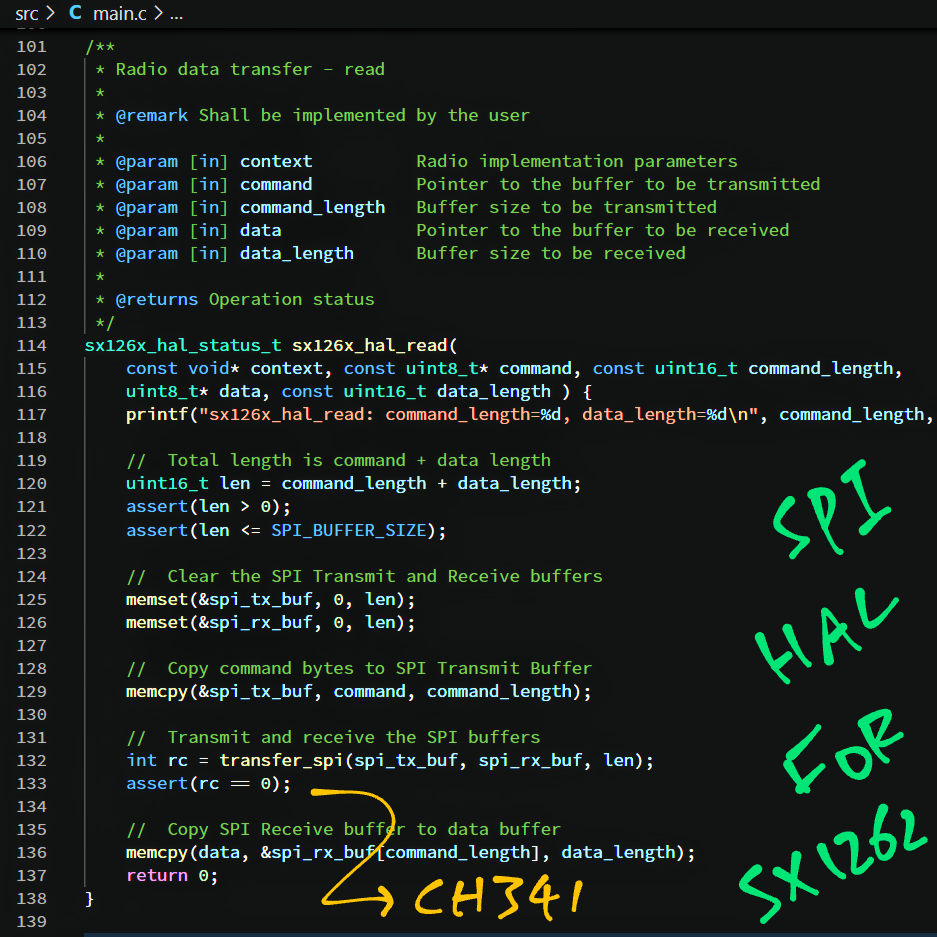 src > C main.c > ...
101 /**
102 * Radio data transfer - read
103 *
104 * @remark Shall be implemented by the user
105 *
106 * @param [in] context Radio implementation parameters
107 * @param [in] command Pointer to the buffer to be transmitted
108 * @param [in] command_length Buffer size to be transmitted
109 * @param [in] data Pointer to the buffer to be received
110 * @param [in] data_length Buffer size to be received
111 *
112 * @returns Operation status
113 */
114 sx126x_hal_status_t sx126x_hal_read(
115 const void* context, const uint8_t* command, const uint16_t command_length,
116 uint8_t* data, const uint16_t data_length ) {
117 printf("sx126x_hal_read: command_length=%d, data_length=%d\n", command_length,
118
119 // Total length is command + data length
120 uint16_t len = command_length + data_length;
121 assert(len > 0);
122 assert(len <= SPI_BUFFER_SIZE);
123
124 // Clear the SPI Transmit and Receive buffers
125 memset(&spi_tx_buf, 0, len);
126 memset(&spi_rx_buf, 0, len);
127
128 // Copy command bytes to SPI Transmit Buffer
129 memcpy(&spi_tx_buf, command, command_length);
130
131 // Transmit and receive the SPI buffers
132 int rc = transfer_spi(spi_tx_buf, spi_rx_buf, len);
133 assert(rc == 0);
134
135 // Copy SPI Receive buffer to data buffer
136 memcpy(data, &spi_rx_buf[command_length], data_length);
137 return 0;
138 }
139
SPI
HAL
FOR
SX1262
CH341